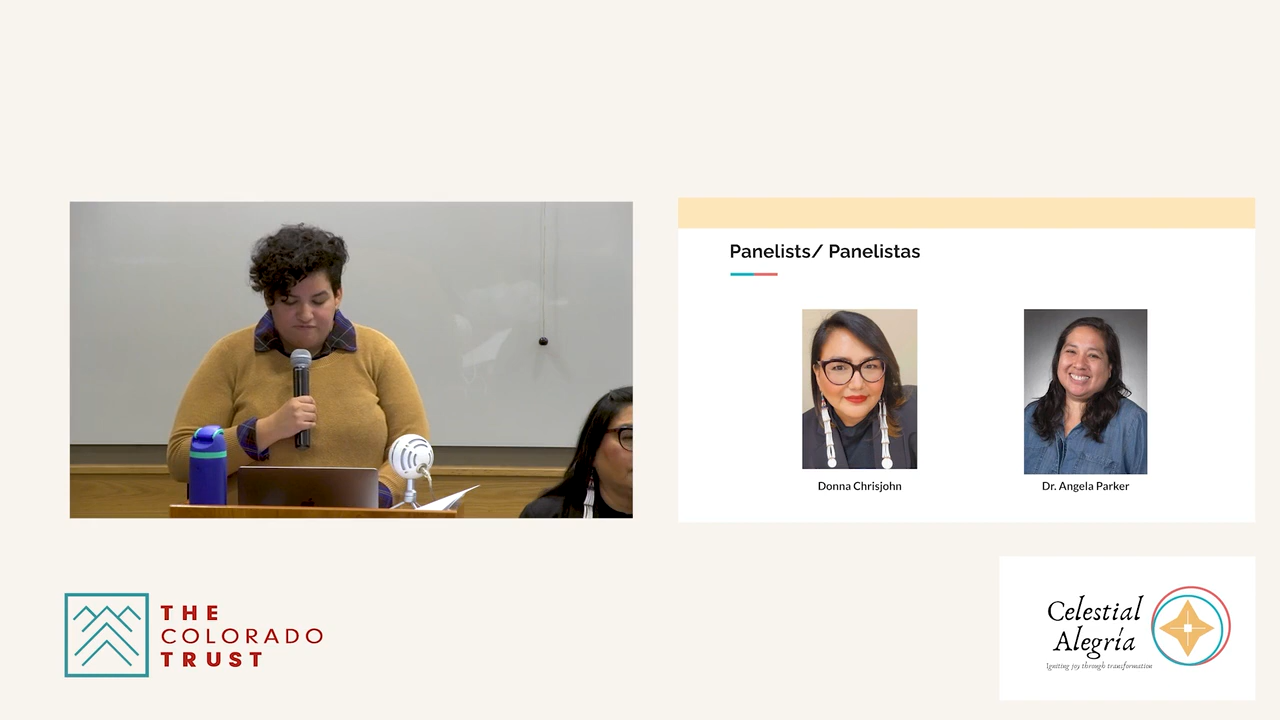 Panelists/ Panelistas
Donna Chrisjohn
Dr. Angela Parker
THE
COLORADO
TRUST
Celestial
Alegría
Igniting joy through transformation